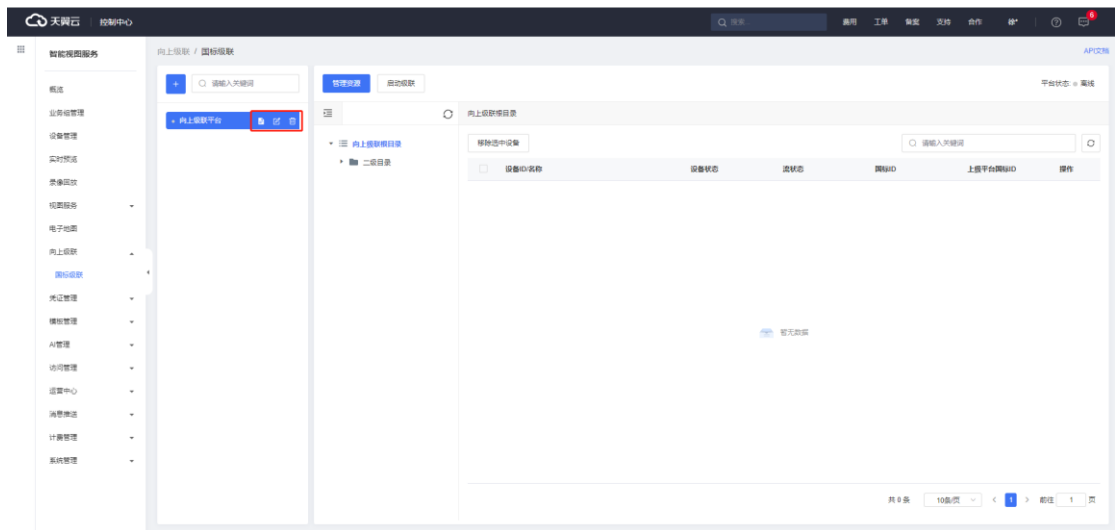 天翼云 控制中心 搜索... 费用 工单 备案 支持 合作 徐* 6
智能视图服务
向上级联 / 国标级联 API文档
概览
业务组管理
设备管理
实时预览
录像回放
视图服务
电子地图
向上级联
国标级联
凭证管理
模板管理
AI管理
访问管理
运营中心
消息推送
计费管理
系统管理
+ 请输入关键词
向上级联平台
管理资源 启动级联 平台状态: 离线
向上级联根目录
二级目录
向上级联根目录
移除选中设备 请输入关键词
设备ID/名称 设备状态 流状态 国标ID 上级平台国标ID 操作
暂无数据
共 0 条 10条/页 1 前往 1 页